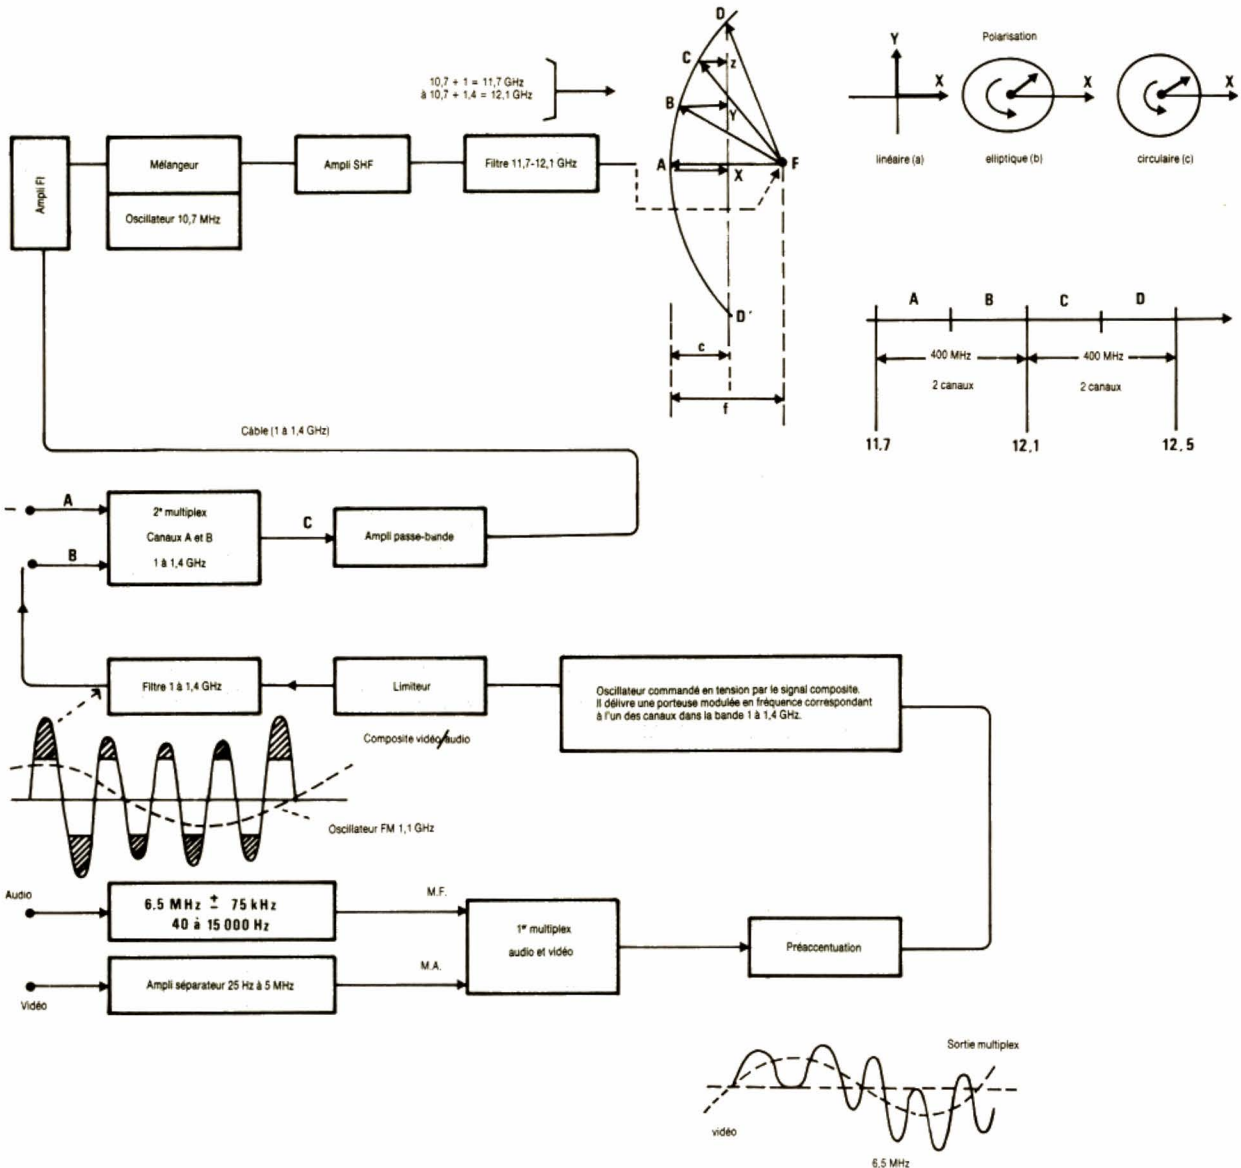 D
C
z
B
Y
A
X
F
D´
c
f
10,7 + 1 = 11,7 GHz
à 10,7 + 1,4 = 12,1 GHz
Polarisation
Y
X
X
X
linéaire (a)
elliptique (b)
circulaire (c)
Ampli FI
Mélangeur
Oscillateur 10,7 MHz
Ampli SHF
Filtre 11,7-12,1 GHz
A
B
C
D
400 MHz
400 MHz
2 canaux
2 canaux
11,7
12,1
12,5
Câble (1 à 1,4 GHz)
A
B
2e multiplex
Canaux A et B
1 à 1,4 GHz
C
Ampli passe-bande
Filtre 1 à 1,4 GHz
Limiteur
Oscillateur commandé en tension par le signal composite.
Il délivre une porteuse modulée en fréquence correspondant
à l'un des canaux dans la bande 1 à 1,4 GHz.
Composite vidéo/audio
Oscillateur FM 1,1 GHz
Audio
6,5 MHz ± 75 kHz
40 à 15 000 Hz
M.F.
1er multiplex
audio et vidéo
Préaccentuation
Vidéo
Ampli séparateur 25 Hz à 5 MHz
M.A.
Sortie multiplex
vidéo
6,5 MHz